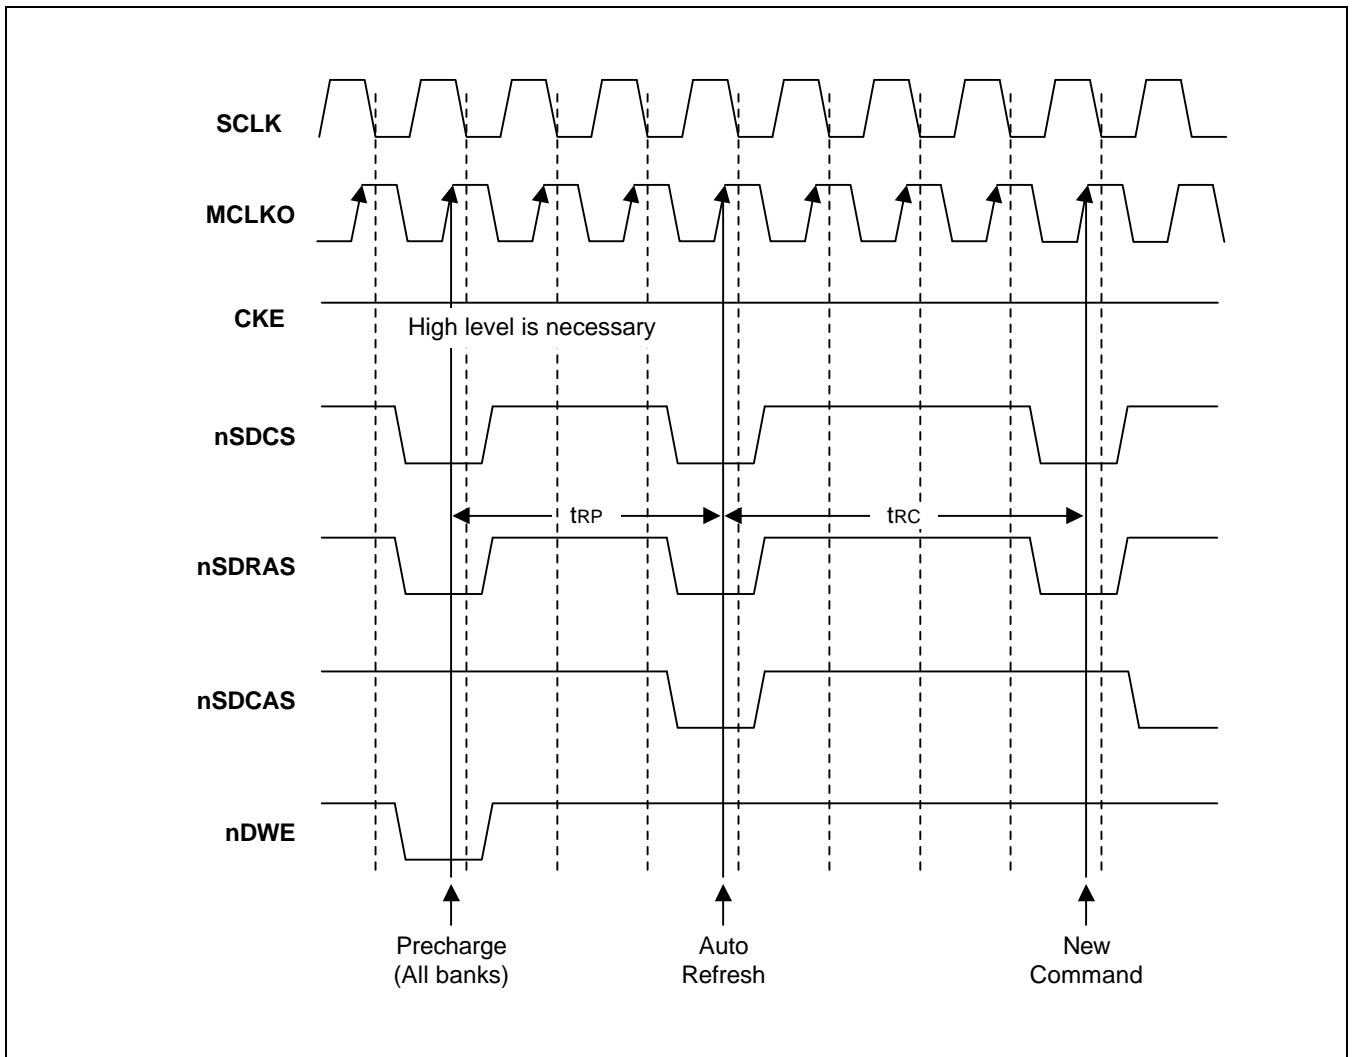 SCLK
MCLKO
CKE
High level is necessary
nSDCS
tRP
tRC
nSDRAS
nSDCAS
nDWE
Precharge
(All banks)
Auto
Refresh
New
Command